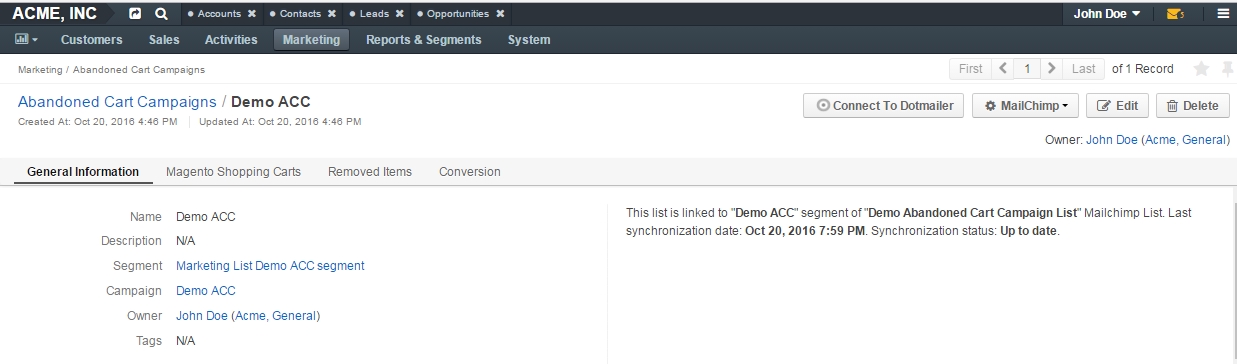 ACME, INC Accounts Contacts Leads Opportunities John Doe 5
Customers Sales Activities Marketing Reports & Segments System
Marketing / Abandoned Cart Campaigns First 1 Last of 1 Record
Abandoned Cart Campaigns / Demo ACC Connect To Dotmailer MailChimp Edit Delete
Created At: Oct 20, 2016 4:46 PM Updated At: Oct 20, 2016 4:46 PM
Owner: John Doe (Acme, General)
General Information Magento Shopping Carts Removed Items Conversion
Name Demo ACC
Description N/A
Segment Marketing List Demo ACC segment
Campaign Demo ACC
Owner John Doe (Acme, General)
Tags N/A
This list is linked to "Demo ACC" segment of "Demo Abandoned Cart Campaign List" Mailchimp List. Last
synchronization date: Oct 20, 2016 7:59 PM. Synchronization status: Up to date.